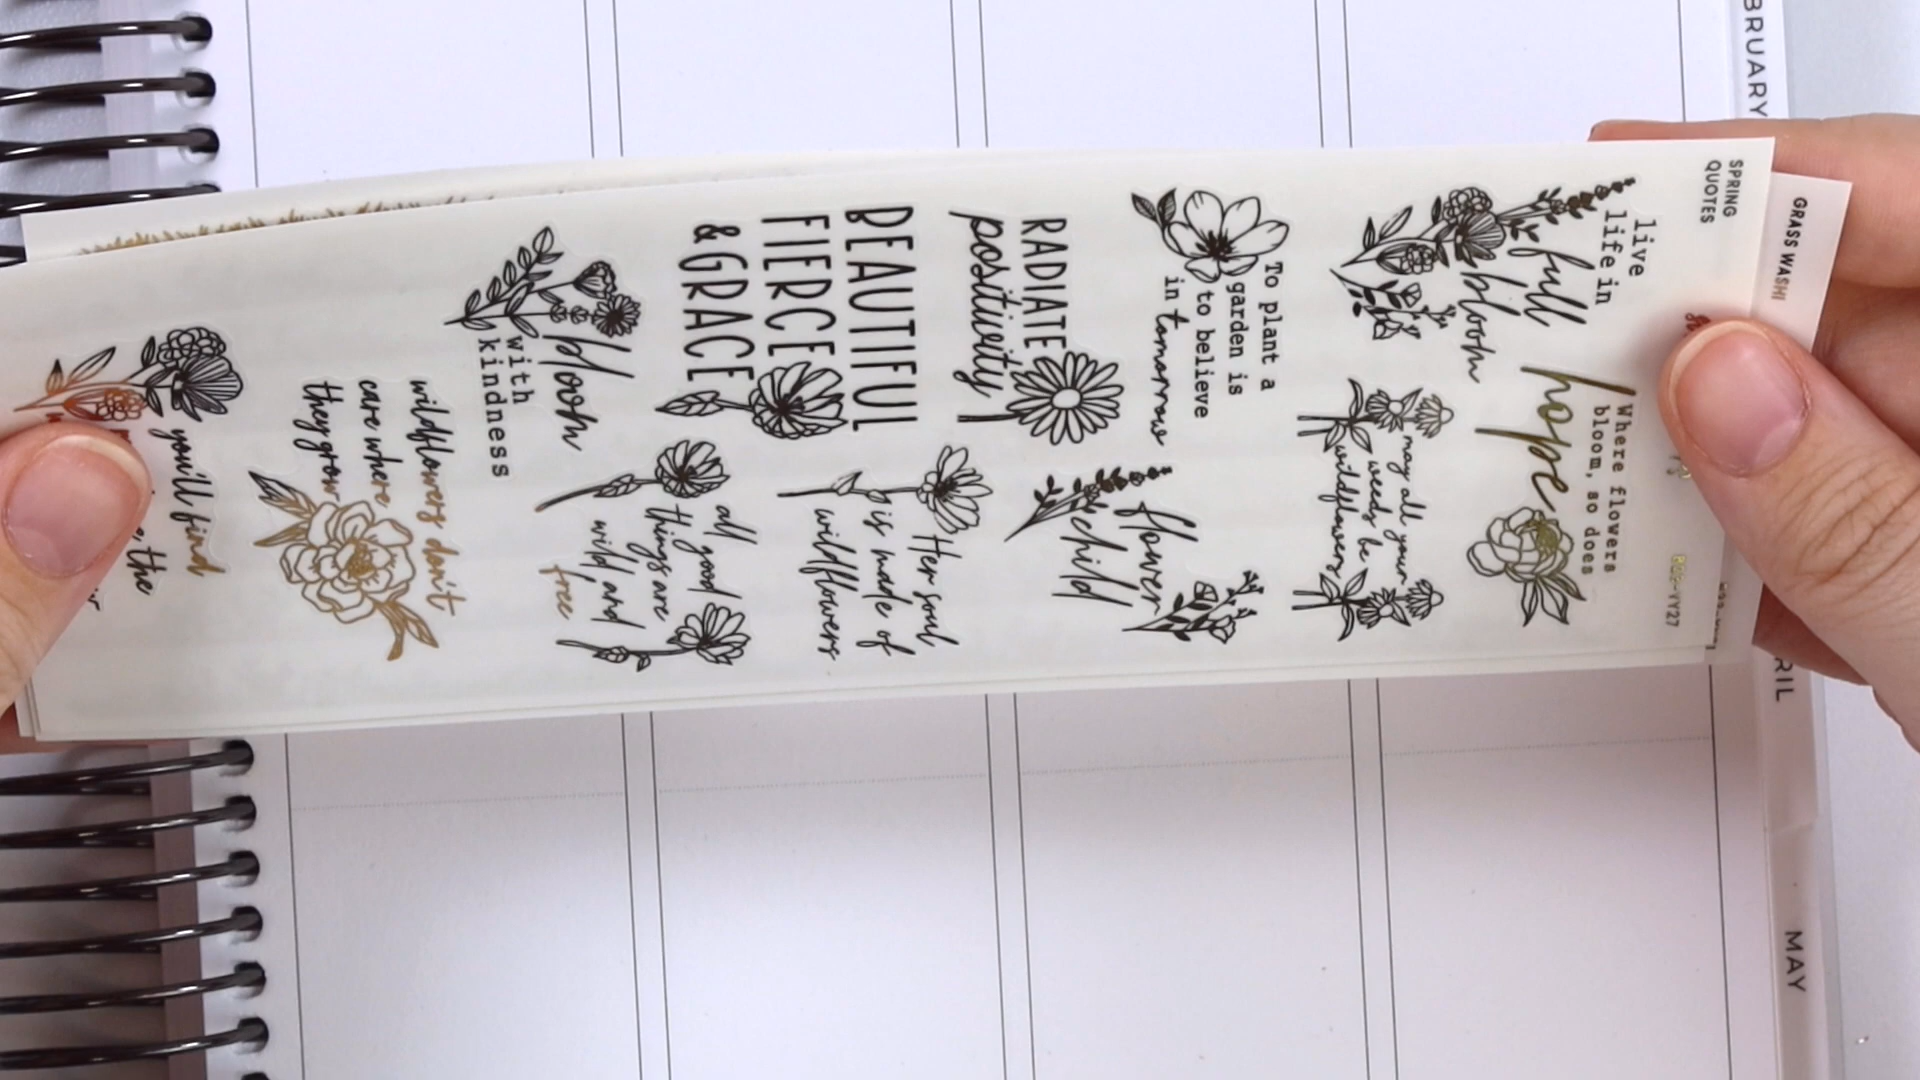 SPRING
QUOTES
GRASS WASHI
live
life in
full
bloom
hope
Where flowers
bloom, so does
may all your
weeds be
wildflowers
To plant a
garden is
to believe
in tomorrow
flower
child
RADIATE
positivity
BEAUTIFUL
FIERCE
& GRACE
Her soul
is made of
wildflowers
all good
things are
wild and
free
bloom
with
kindness
wildflowers don't
care where
they grow
you'll find
the
BRUARY
RIL
MAY